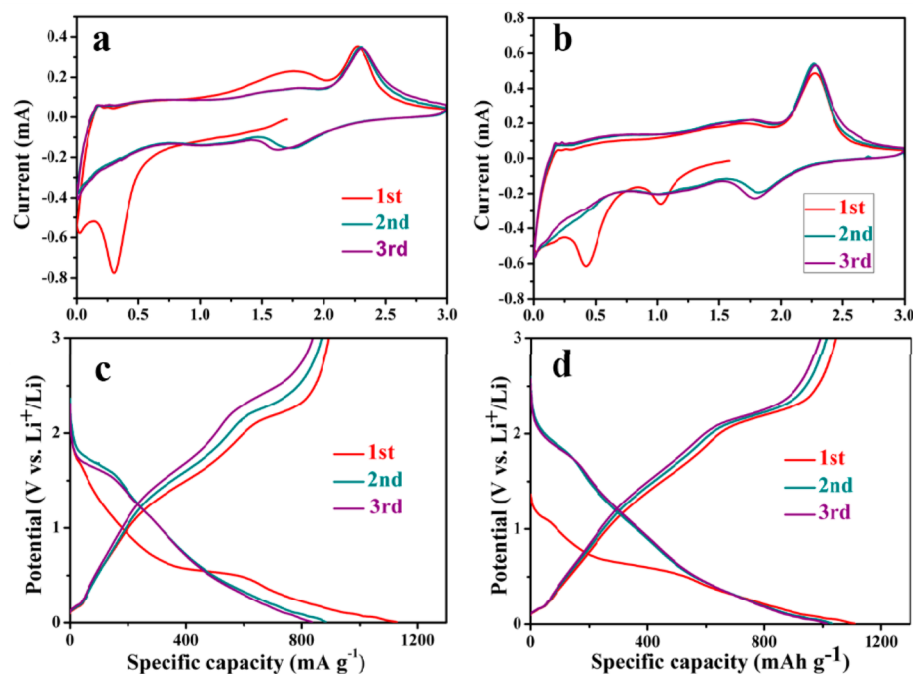 a
Current (mA)
0.4
0.2
0.0
-0.2
-0.4
-0.6
-0.8
1st
2nd
3rd
0.0 0.5 1.0 1.5 2.0 2.5 3.0
b
Current (mA)
0.8
0.6
0.4
0.2
0.0
-0.2
-0.4
-0.6
-0.8
1st
2nd
3rd
0.0 0.5 1.0 1.5 2.0 2.5 3.0
c
Potential (V vs. Li⁺/Li)
3
2
1
0
1st
2nd
3rd
0 400 800 1200
Specific capacity (mA g⁻¹)
d
Potential (V vs. Li⁺/Li)
3
2
1
0
1st
2nd
3rd
0 400 800 1200
Specific capacity (mAh g⁻¹)